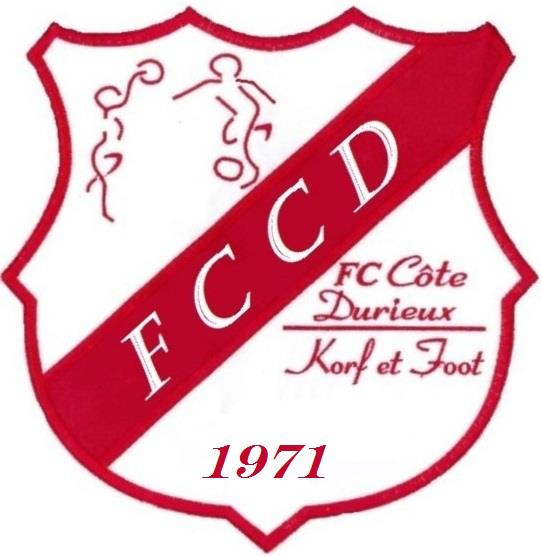 FCCD
FC Côte
Durieux
Korf et Foot
1971